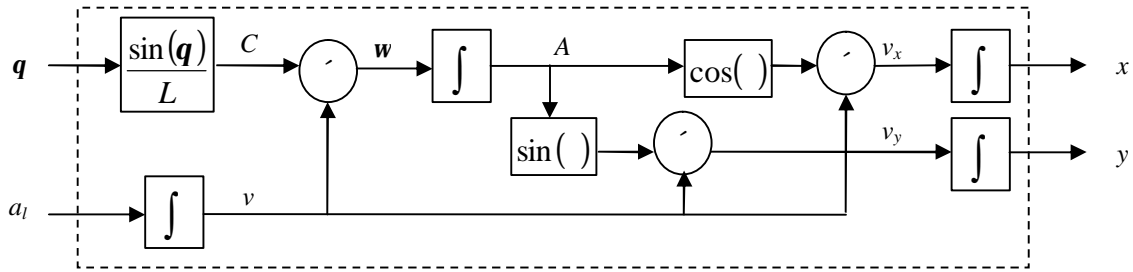 q
sin(q)
L
C
´
w
∫
A
cos( )
´
v_x
∫
x
sin( )
´
v_y
∫
y
a_l
∫
v